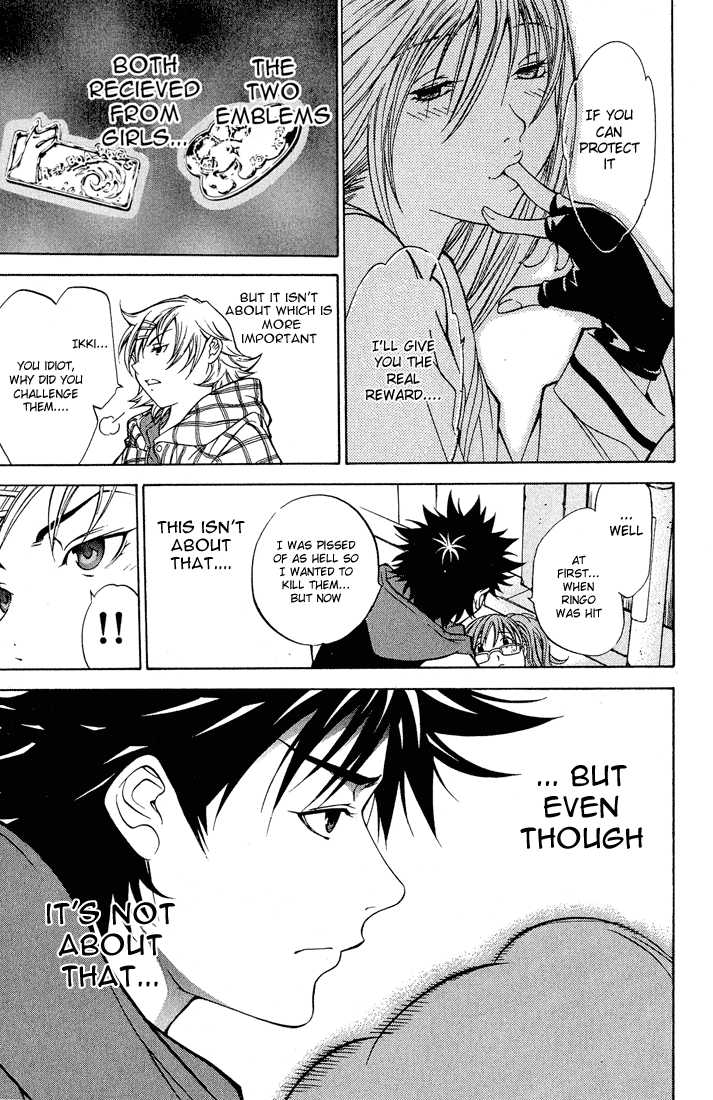 IF YOU
CAN
PROTECT
IT
I'LL GIVE
YOU THE
REAL
REWARD....
THE
TWO
EMBLEMS
BOTH
RECIEVED
FROM
GIRLS...
BUT IT ISN'T
ABOUT WHICH IS
MORE
IMPORTANT
IKKI...
YOU IDIOT,
WHY DID YOU
CHALLENGE
THEM....
...
WELL
AT
FIRST...
WHEN
RINGO
WAS HIT
I WAS PISSED
OF AS HELL SO
I WANTED TO
KILL THEM...
BUT NOW
THIS ISN'T
ABOUT
THAT....
!!
... BUT
EVEN
THOUGH
IT'S NOT
ABOUT
THAT...